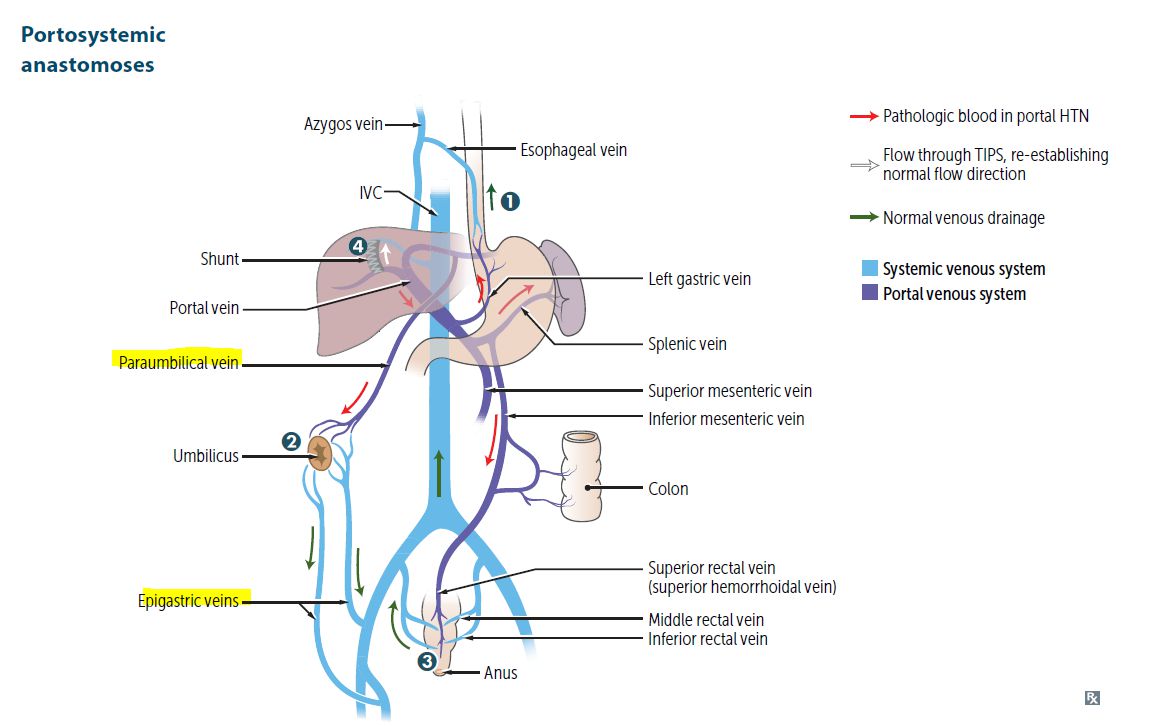 Portosystemic
anastomoses
Azygos vein
Esophageal vein
IVC
1
4
Shunt
Portal vein
Left gastric vein
Splenic vein
Paraumbilical vein
Superior mesenteric vein
Inferior mesenteric vein
2
Umbilicus
Colon
Epigastric veins
Superior rectal vein
(superior hemorrhoidal vein)
Middle rectal vein
Inferior rectal vein
3
Anus
Pathologic blood in portal HTN
Flow through TIPS, re-establishing
normal flow direction
Normal venous drainage
Systemic venous system
Portal venous system
Rx